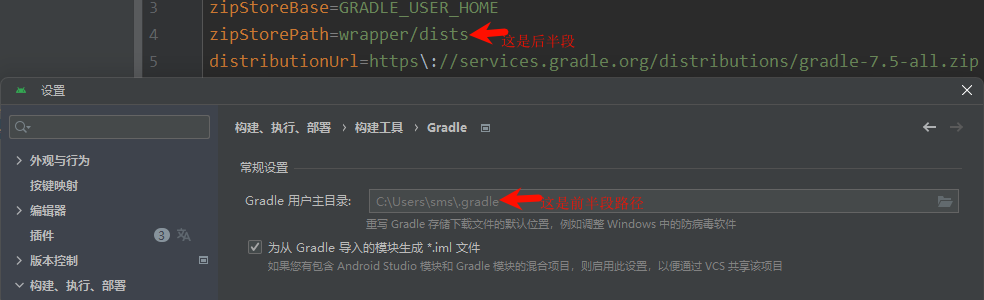 3 zipStoreBase=GRADLE_USER_HOME
4 zipStorePath=wrapper/dists 这是后半段
5 distributionUrl=https\://services.gradle.org/distributions/gradle-7.5-all.zip
设置
构建、执行、部署 › 构建工具 › Gradle
外观与行为
常规设置
按键映射
Gradle 用户主目录: C:\Users\sms\.gradle 这是前半段路径
编辑器
重写 Gradle 存储下载文件的默认位置，例如调整 Windows 中的防病毒软件
插件 3
为从 Gradle 导入的模块生成 *.iml 文件
版本控制
如果您有包含 Android Studio 模块和 Gradle 模块的混合项目，则启用此设置，以便通过 VCS 共享该项目
构建、执行、部署